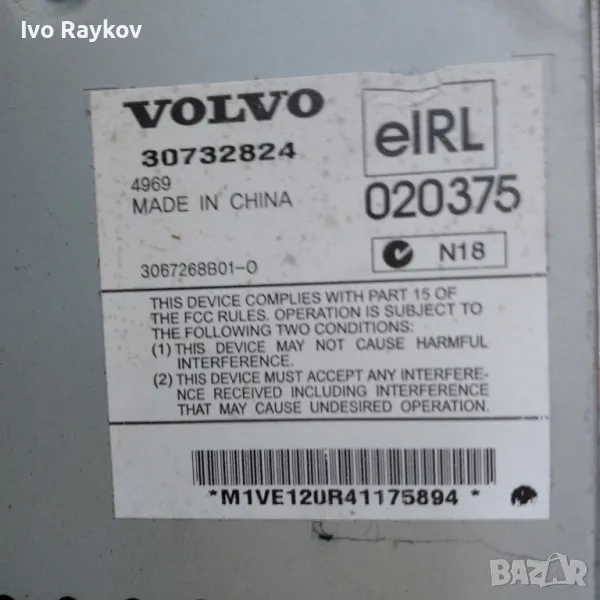 Ivo Raykov
VOLVO
30732824
4969
MADE IN CHINA
3067268B01-O
eIRL
020375
N18
THIS DEVICE COMPLIES WITH PART 15 OF
THE FCC RULES. OPERATION IS SUBJECT TO
THE FOLLOWING TWO CONDITIONS:
(1) THIS DEVICE MAY NOT CAUSE HARMFUL
INTERFERENCE.
(2) THIS DEVICE MUST ACCEPT ANY INTERFERE-
NCE RECEIVED INCLUDING INTERFERENCE
THAT MAY CAUSE UNDESIRED OPERATION.
*M1VE120R41175894*
BAZAR